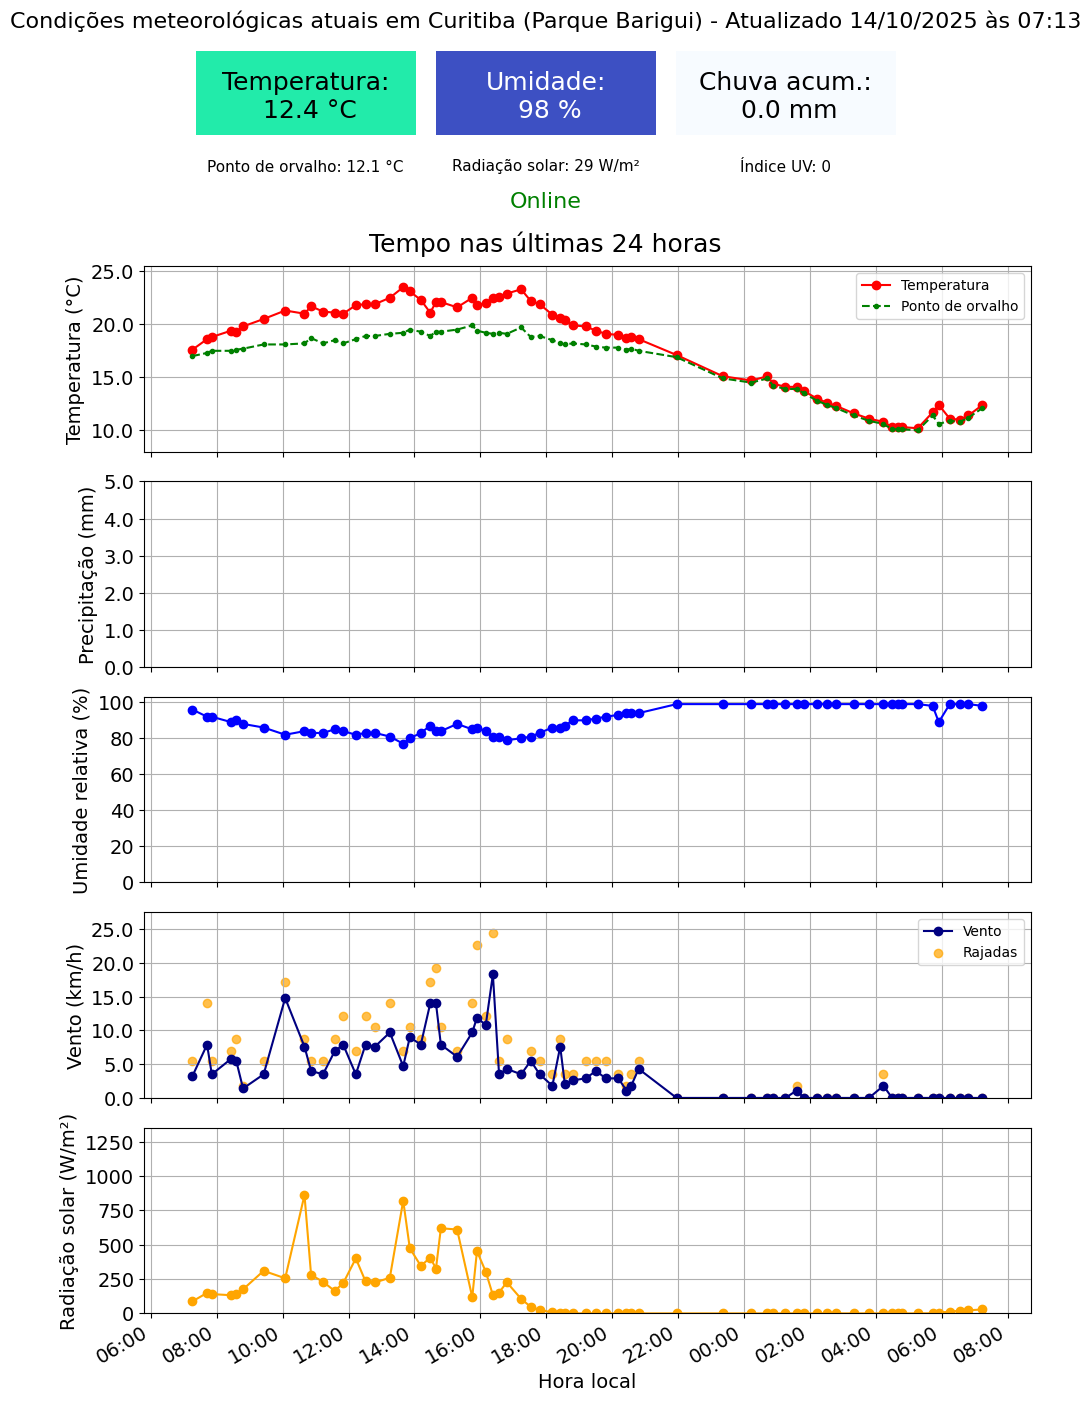 Condições meteorológicas atuais em Curitiba (Parque Barigui) - Atualizado 14/10/2025 às 07:13
Temperatura:
12.4 °C
Umidade:
98 %
Chuva acum.:
0.0 mm
Ponto de orvalho: 12.1 °C
Radiação solar: 29 W/m²
Índice UV: 0
Online
Tempo nas últimas 24 horas
Temperatura (°C)
25.0
20.0
15.0
10.0
Temperatura
Ponto de orvalho
Precipitação (mm)
5.0
4.0
3.0
2.0
1.0
0.0
Umidade relativa (%)
100
80
60
40
20
0
Vento (km/h)
25.0
20.0
15.0
10.0
5.0
0.0
Vento
Rajadas
Radiação solar (W/m²)
1250
1000
750
500
250
0
06:00
08:00
10:00
12:00
14:00
16:00
18:00
20:00
22:00
00:00
02:00
04:00
06:00
08:00
Hora local